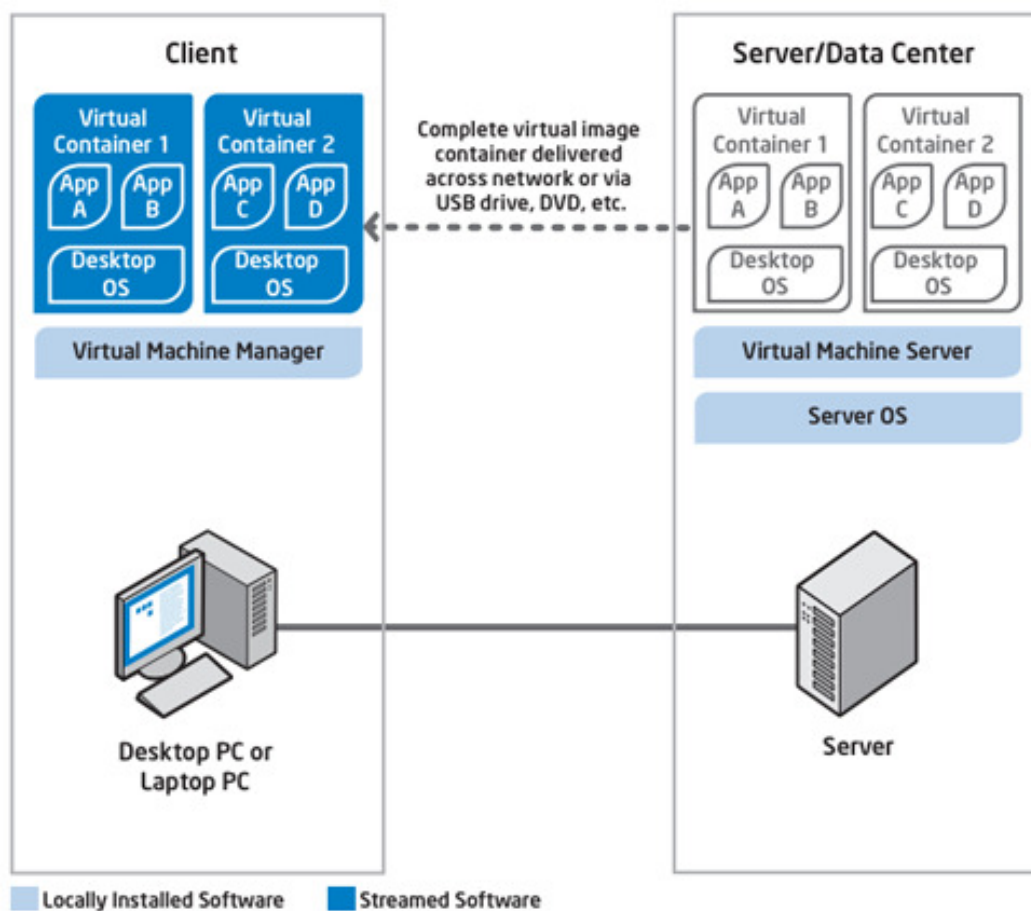 Client
Virtual
Container 1
App
A
App
B
Desktop
OS
Virtual
Container 2
App
C
App
D
Desktop
OS
Virtual Machine Manager
Complete virtual image
container delivered
across network or via
USB drive, DVD, etc.
Server/Data Center
Virtual
Container 1
App
A
App
B
Desktop
OS
Virtual
Container 2
App
C
App
D
Desktop
OS
Virtual Machine Server
Server OS
Desktop PC or
Laptop PC
Server
Locally Installed Software
Streamed Software